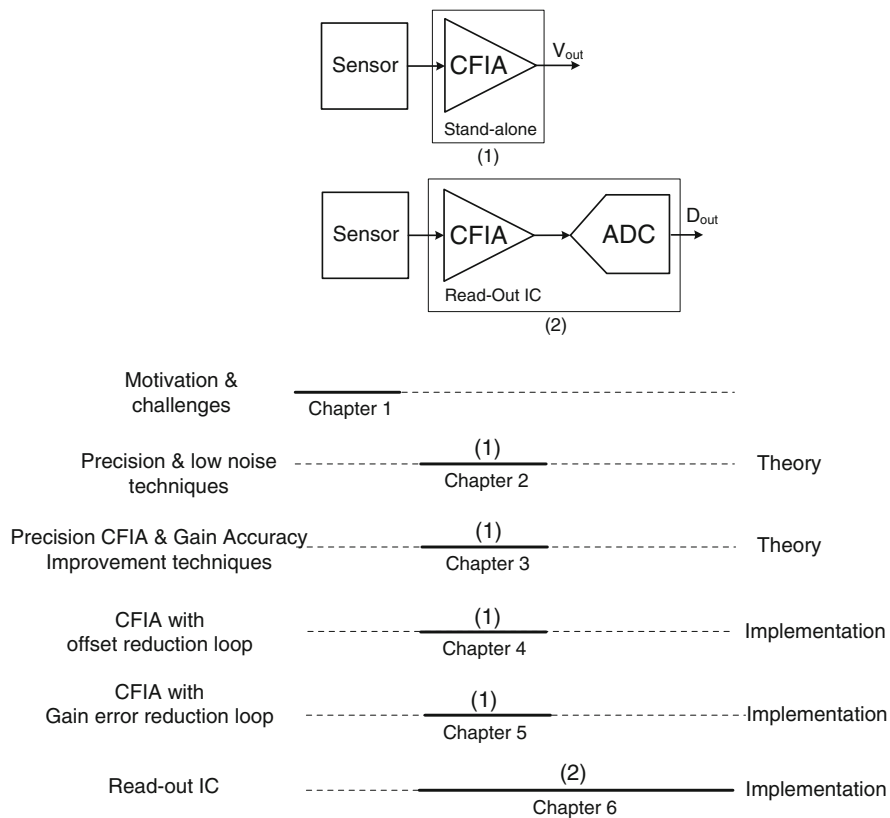 Sensor
CFIA
V_out
Stand-alone
(1)
Sensor
CFIA
ADC
D_out
Read-Out IC
(2)
Motivation &
challenges
Chapter 1
Precision & low noise
techniques
(1)
Chapter 2
Theory
Precision CFIA & Gain Accuracy
Improvement techniques
(1)
Chapter 3
Theory
CFIA with
offset reduction loop
(1)
Chapter 4
Implementation
CFIA with
Gain error reduction loop
(1)
Chapter 5
Implementation
Read-out IC
(2)
Chapter 6
Implementation